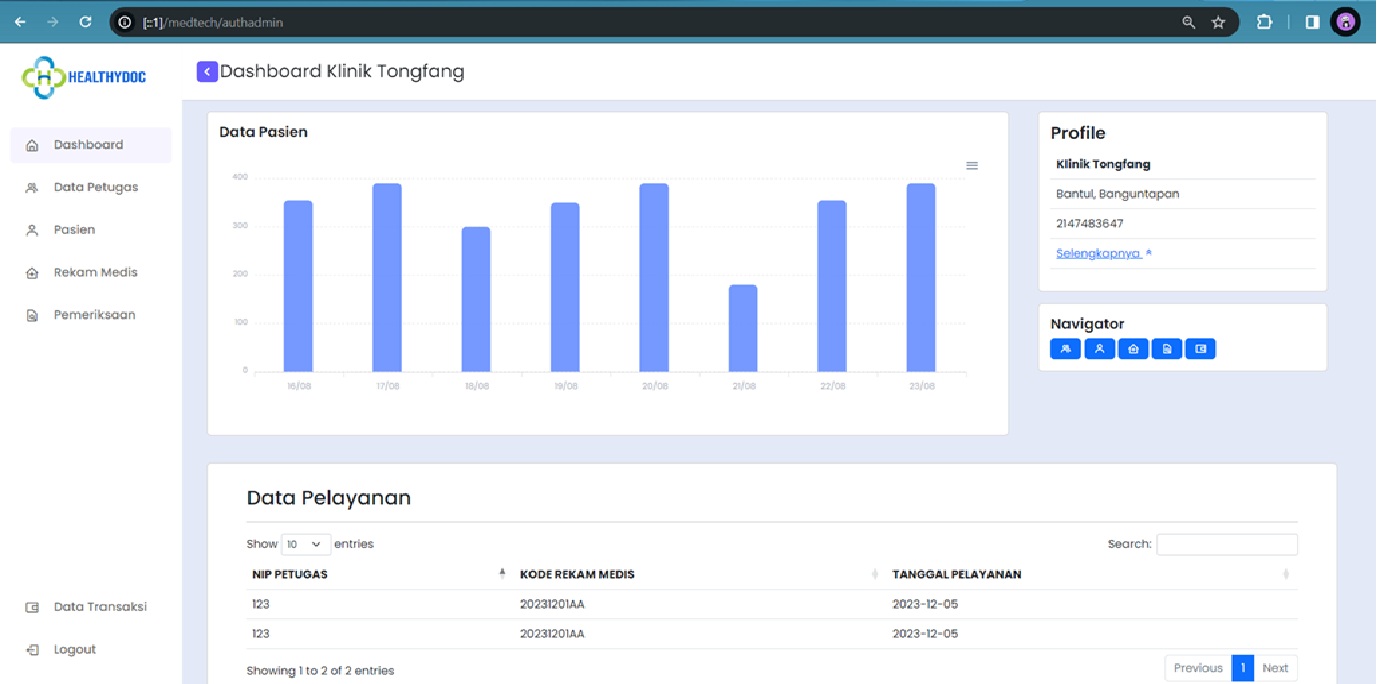 [::1]/medtech/authadmin
HEALTHYDOC
Dashboard Klinik Tongfang
Dashboard
Data Petugas
Pasien
Rekam Medis
Pemeriksaan
Data Transaksi
Logout
Data Pasien
400
300
200
100
0
16/08 17/08 18/08 19/08 20/08 21/08 22/08 23/08
Profile
Klinik Tongfang
Bantul, Banguntapan
2147483647
Selengkapnya
Navigator
Data Pelayanan
Show 10 entries Search:
NIP PETUGAS KODE REKAM MEDIS TANGGAL PELAYANAN
123 20231201AA 2023-12-05
123 20231201AA 2023-12-05
Showing 1 to 2 of 2 entries Previous 1 Next